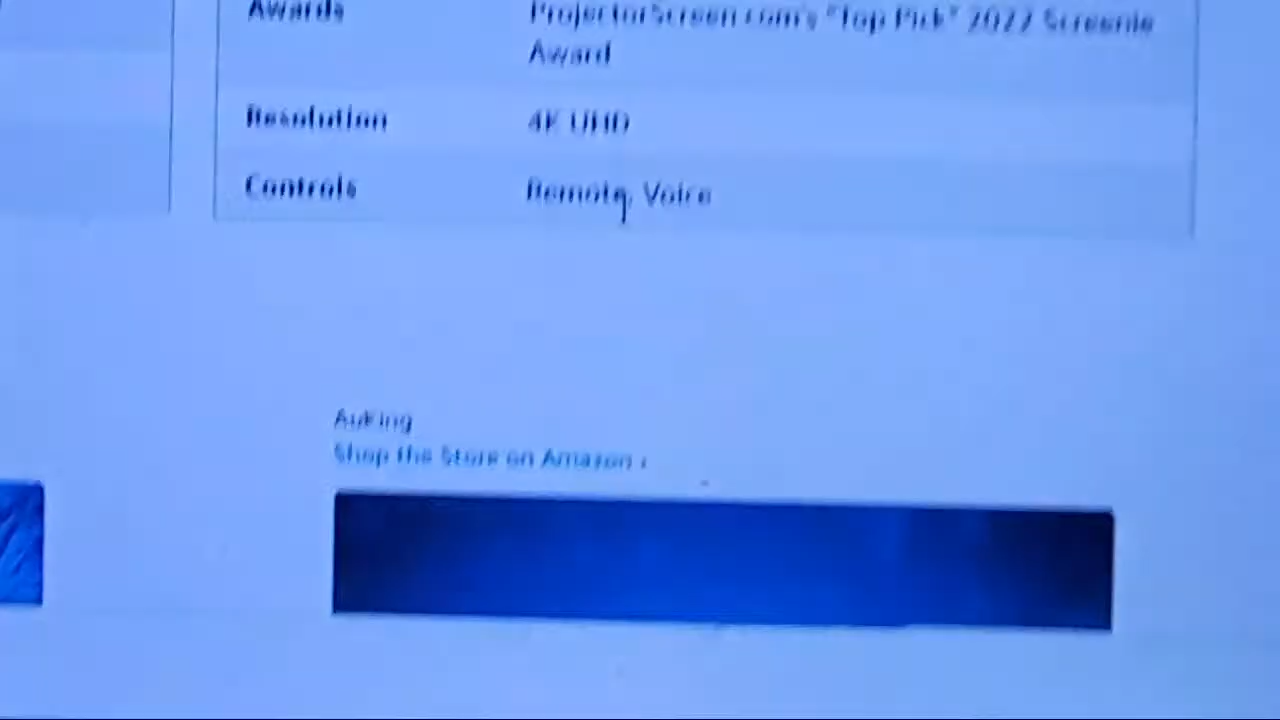 Awards
ProjectorScreen.com's "Top Pick" 2022 Screenie
Award
Resolution 4K UHD
Controls Remote, Voice
AuKing
Shop the Store on Amazon ›